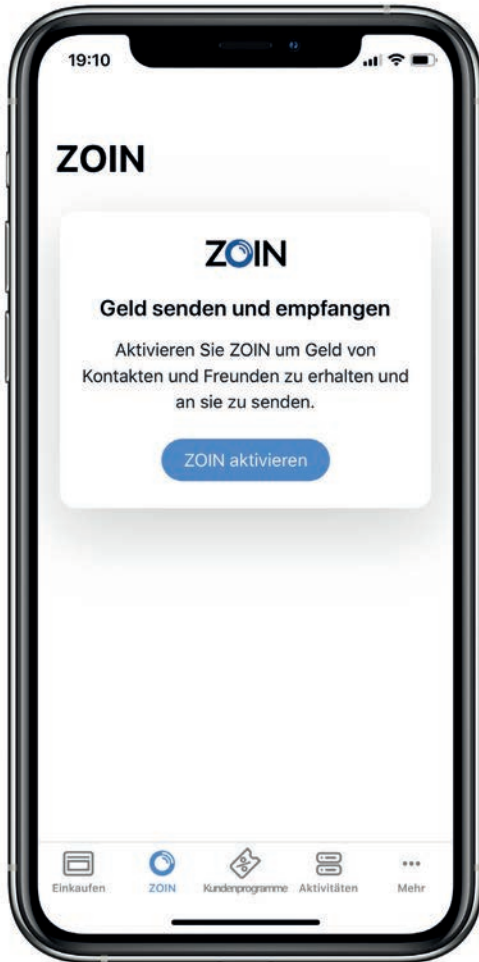 19:10
ZOIN
ZOIN
Geld senden und empfangen
Aktivieren Sie ZOIN um Geld von
Kontakten und Freunden zu erhalten und
an sie zu senden.
ZOIN aktivieren
Einkaufen ZOIN Kundenprogramme Aktivitäten Mehr